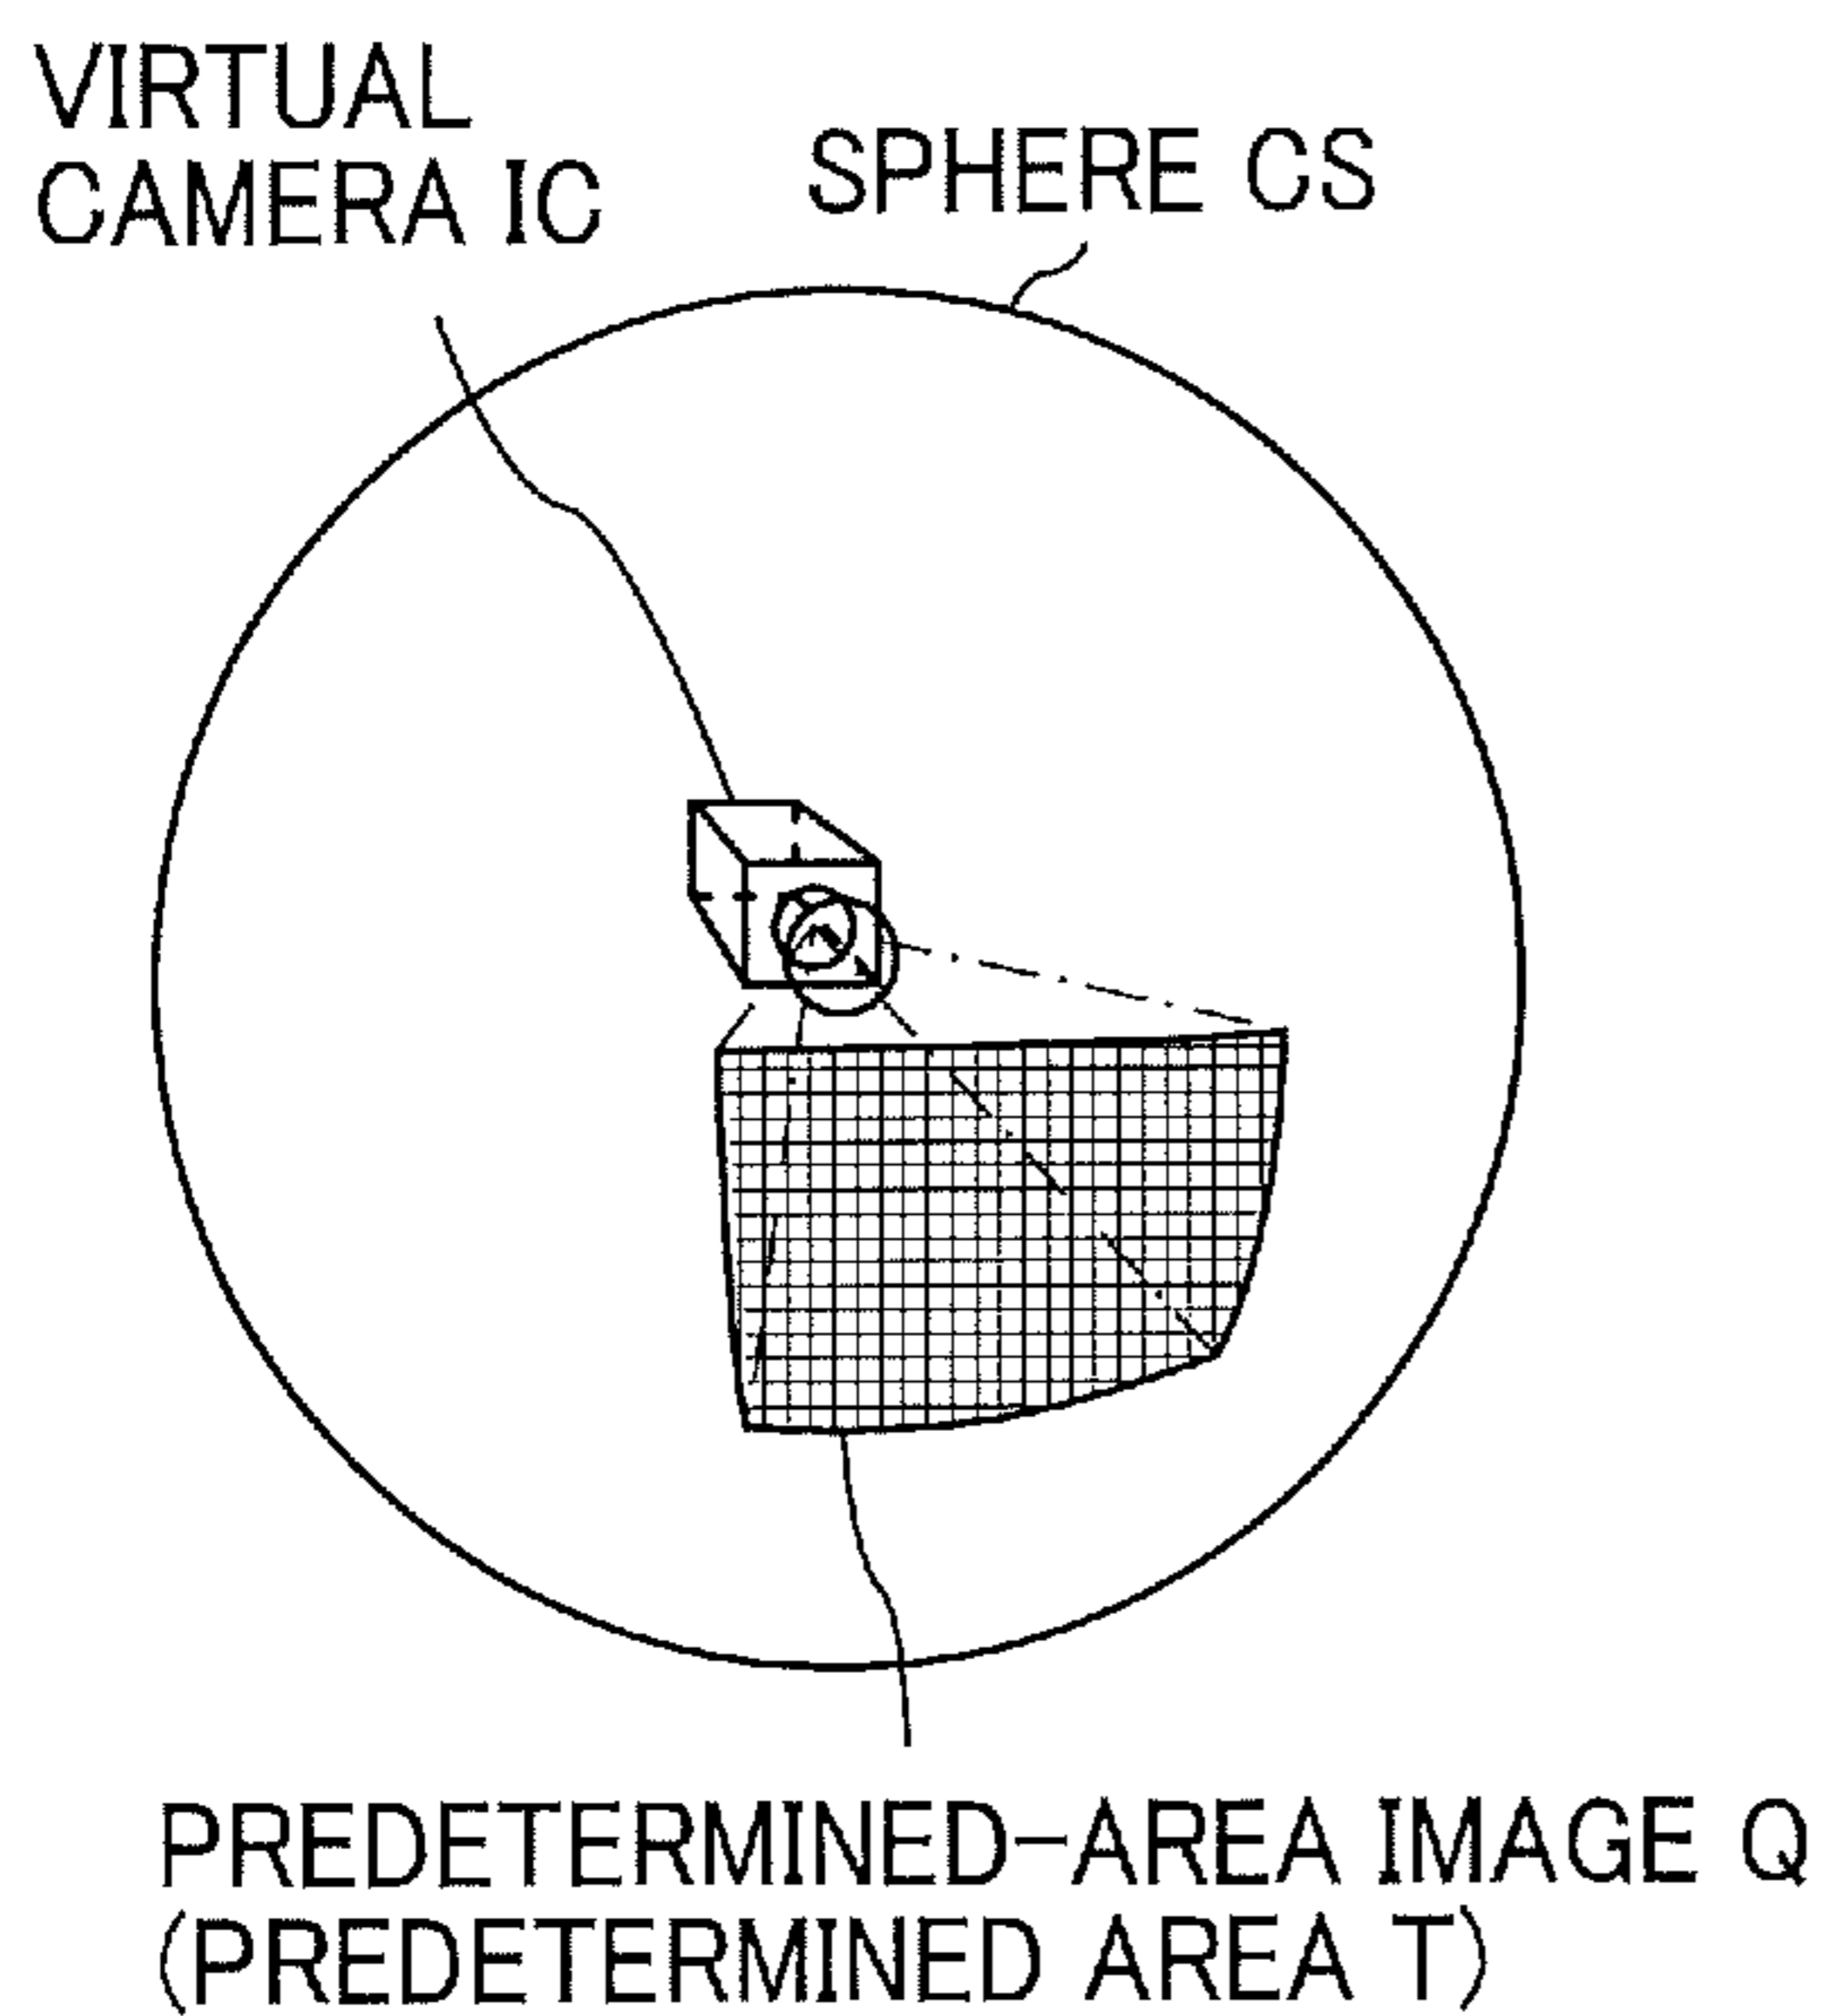 VIRTUAL
CAMERA IC
SPHERE CS
PREDETERMINED-AREA IMAGE Q
(PREDETERMINED AREA T)